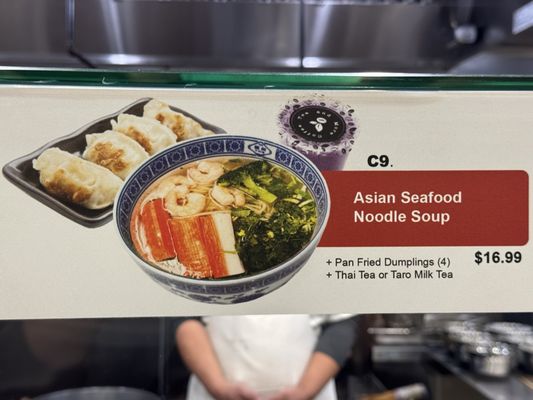 C9.
Asian Seafood
Noodle Soup
+ Pan Fried Dumplings (4)
$16.99
+ Thai Tea or Taro Milk Tea